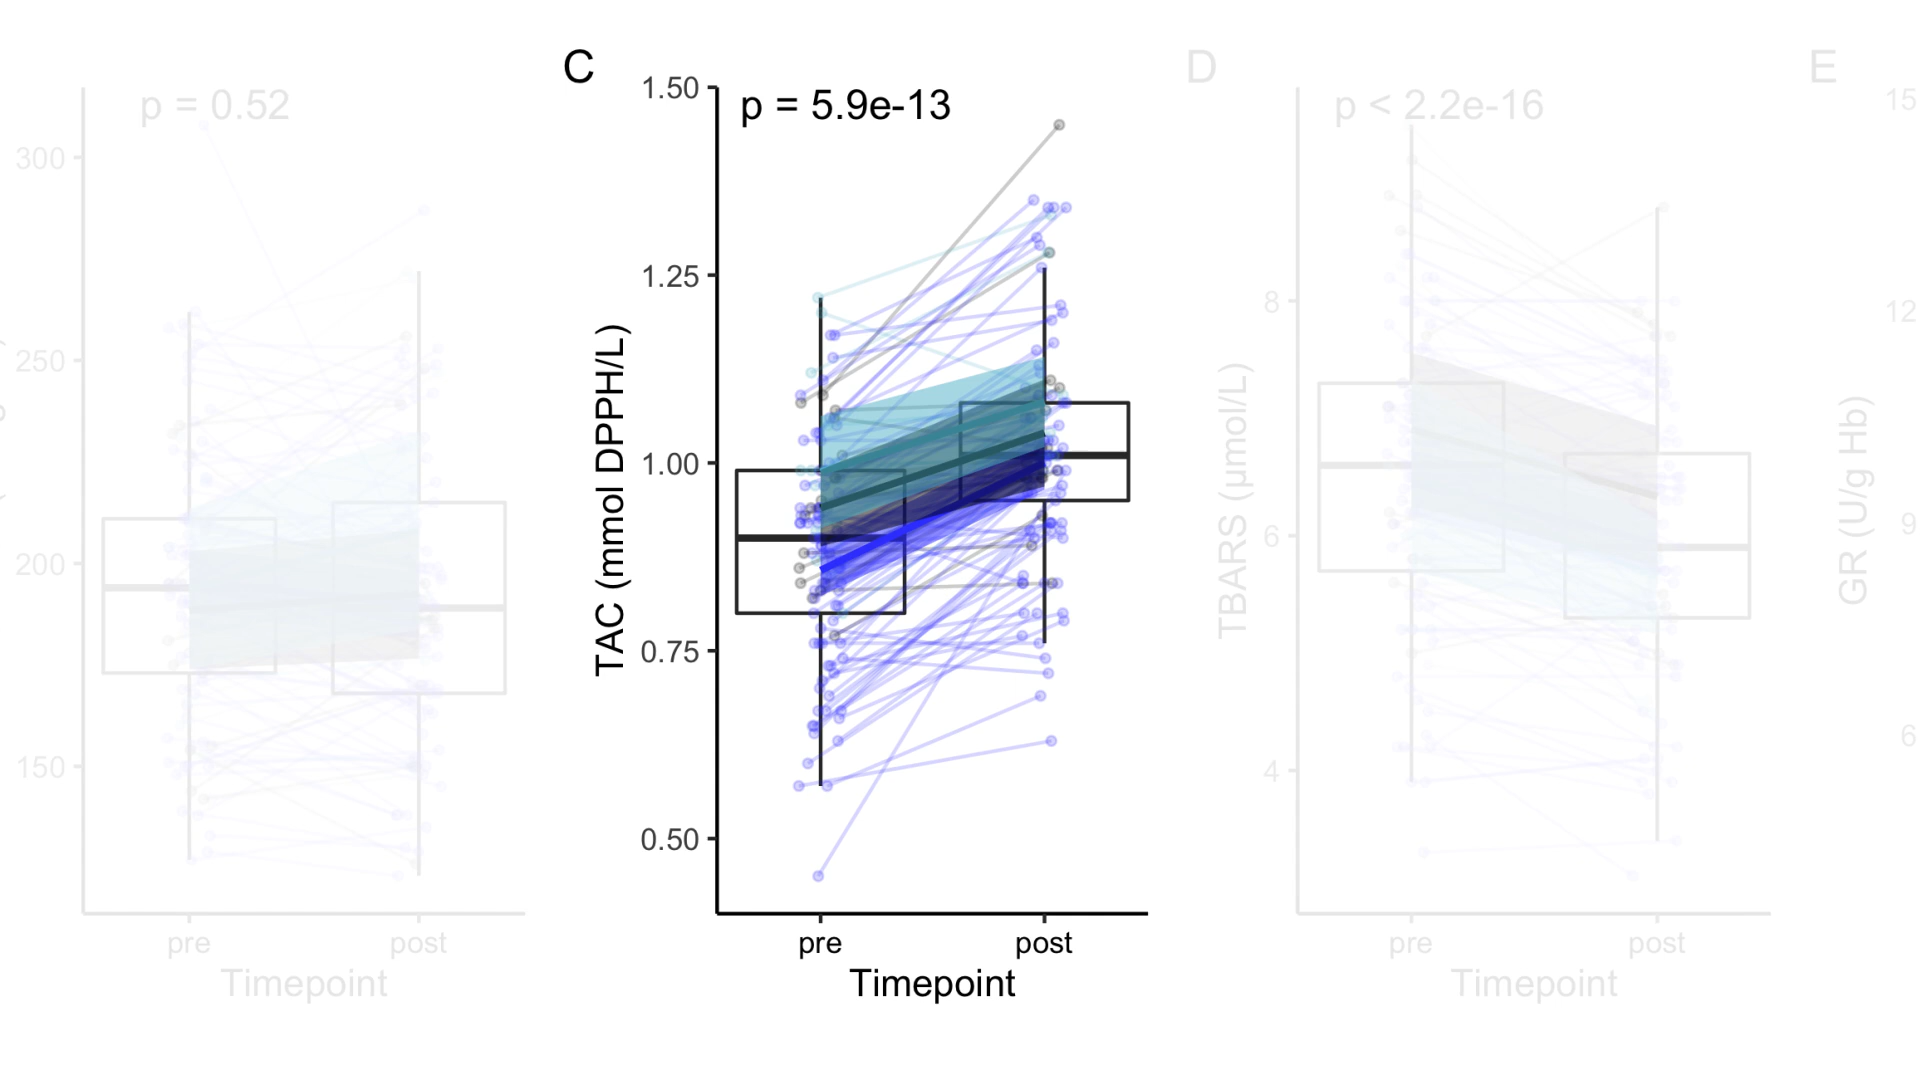 p = 0.52
300
250
200
150
pre post
Timepoint
C
p = 5.9e-13
1.50
1.25
1.00
0.75
0.50
TAC (mmol DPPH/L)
pre post
Timepoint
D
p < 2.2e-16
8
6
4
TBARS (μmol/L)
pre post
Timepoint
E
15
12
9
6
GR (U/g Hb)